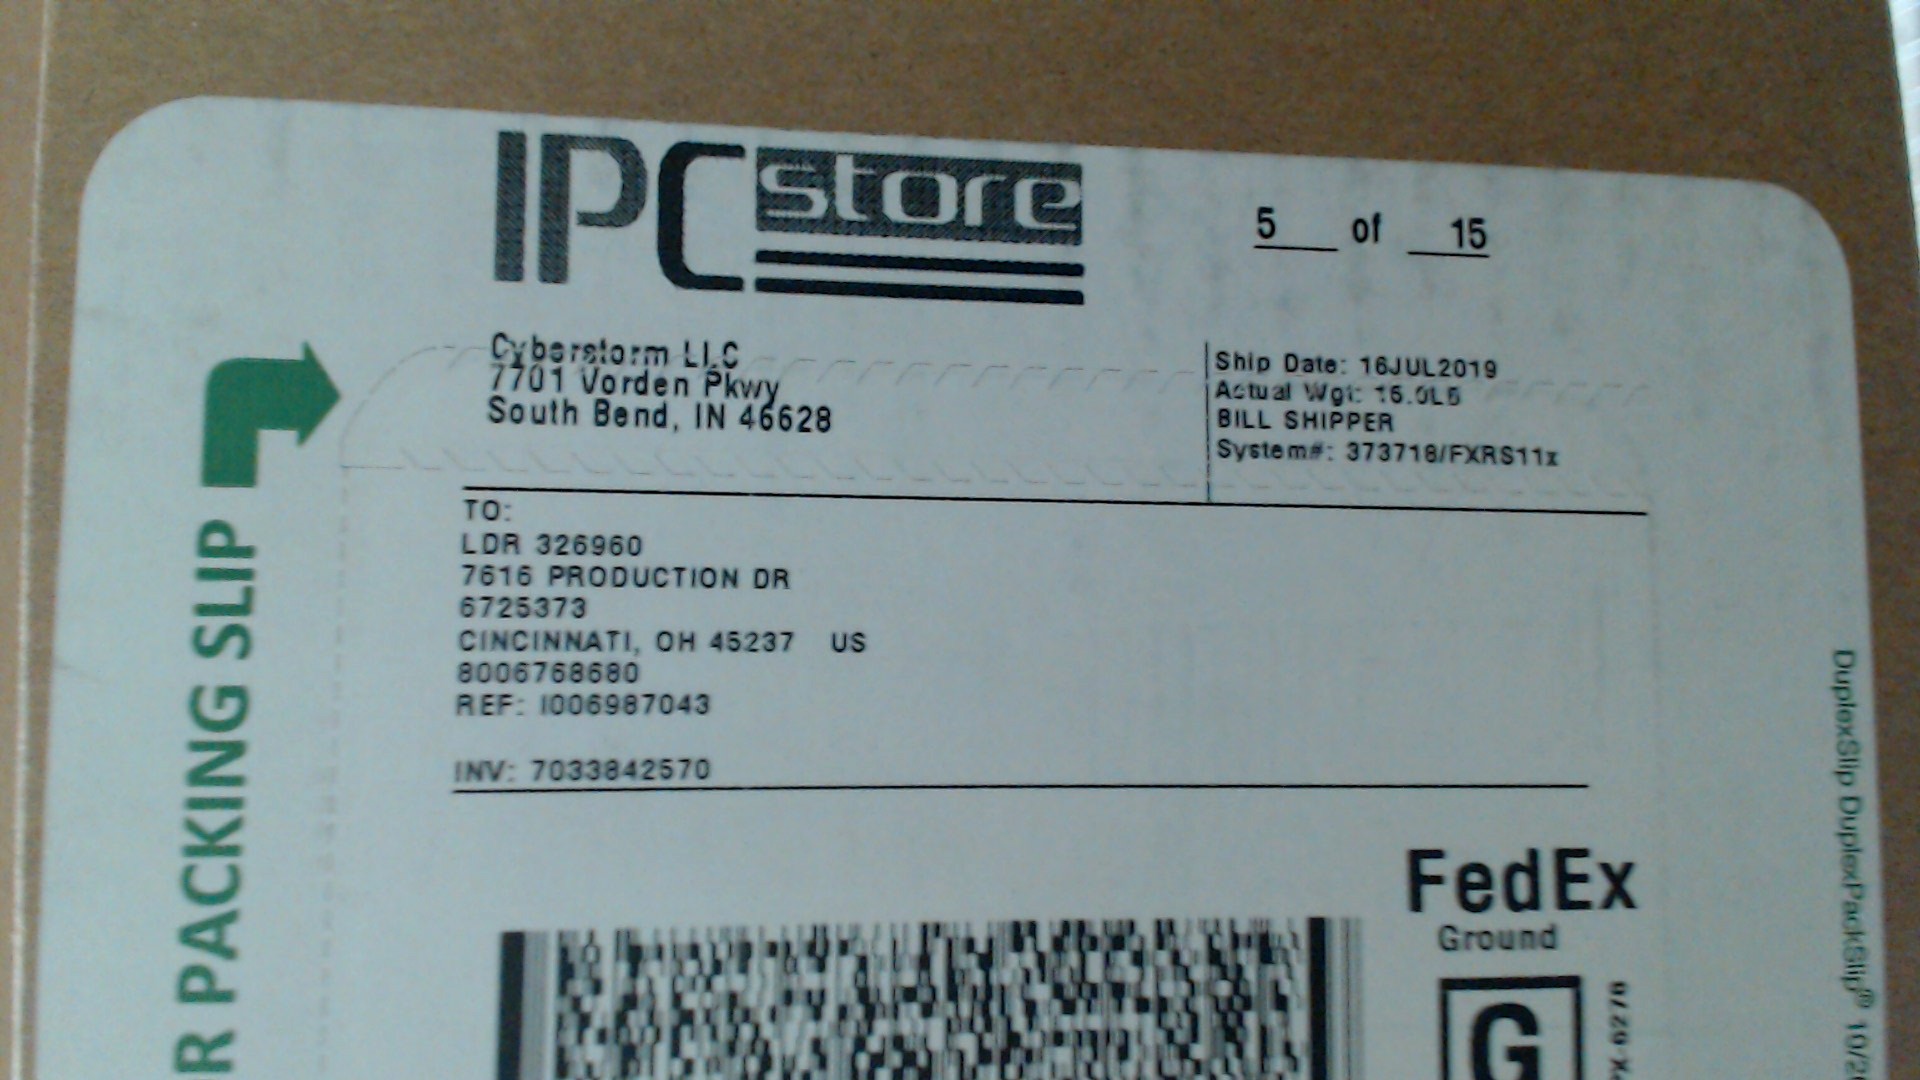 IPC store
5 of 15
Cyberstorm LLC
7701 Vorden Pkwy
South Bend, IN 46628
Ship Date: 16JUL2019
Actual Wgt:
BILL SHIPPER
System#: 373718/FXRS11x
TO:
LDR 326960
7616 PRODUCTION DR
6725373
CINCINNATI, OH 45237 US
8006768680
REF: I006987043
INV: 7033842570
FedEx
Ground
G
R PACKING SLIP
DuplexSlip DuplexPackSlip®